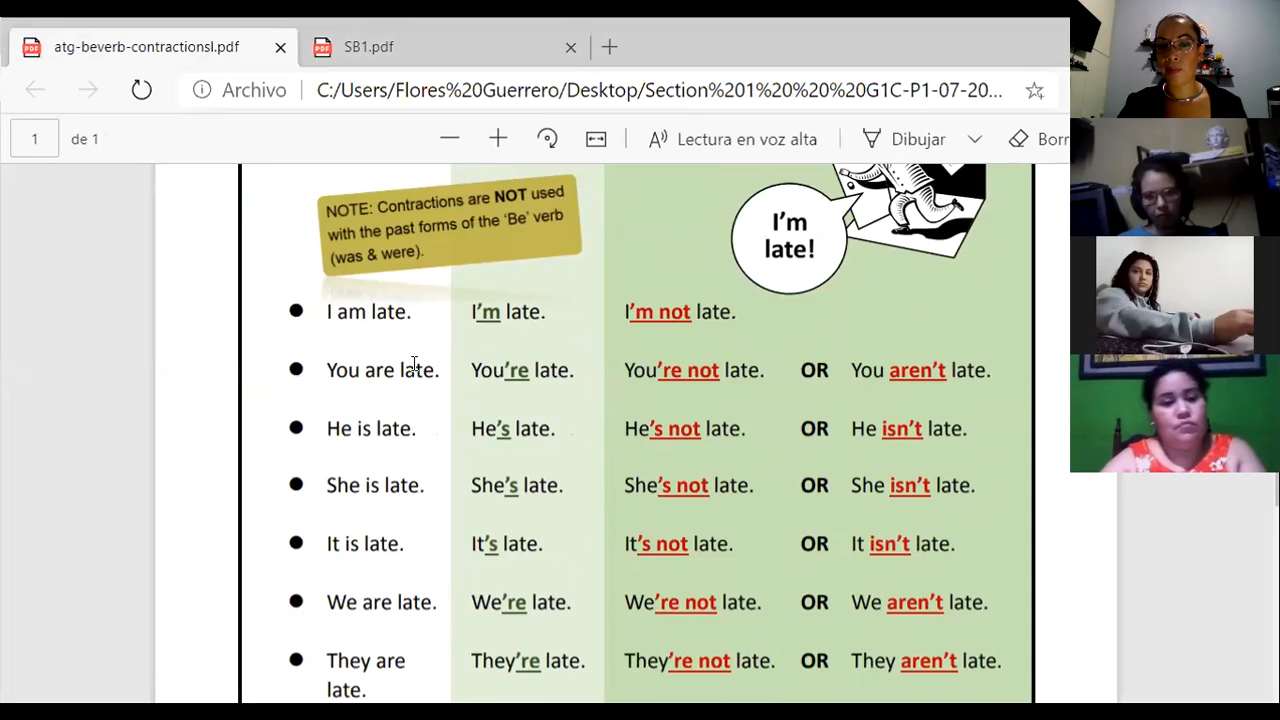 atg-beverb-contractionsl.pdf
SB1.pdf
Archivo
C:/Users/Flores%20Guerrero/Desktop/Section%201%20%20%20G1C-P1-07-20...
1
de 1
Lectura en voz alta
Dibujar
Borr
NOTE: Contractions are NOT used
with the past forms of the 'Be' verb
(was & were).
I'm
late!
I am late. I'm late. I'm not late.
You are late. You're late. You're not late. OR You aren't late.
He is late. He's late. He's not late. OR He isn't late.
She is late. She's late. She's not late. OR She isn't late.
It is late. It's late. It's not late. OR It isn't late.
We are late. We're late. We're not late. OR We aren't late.
They are They're late. They're not late. OR They aren't late.
late.